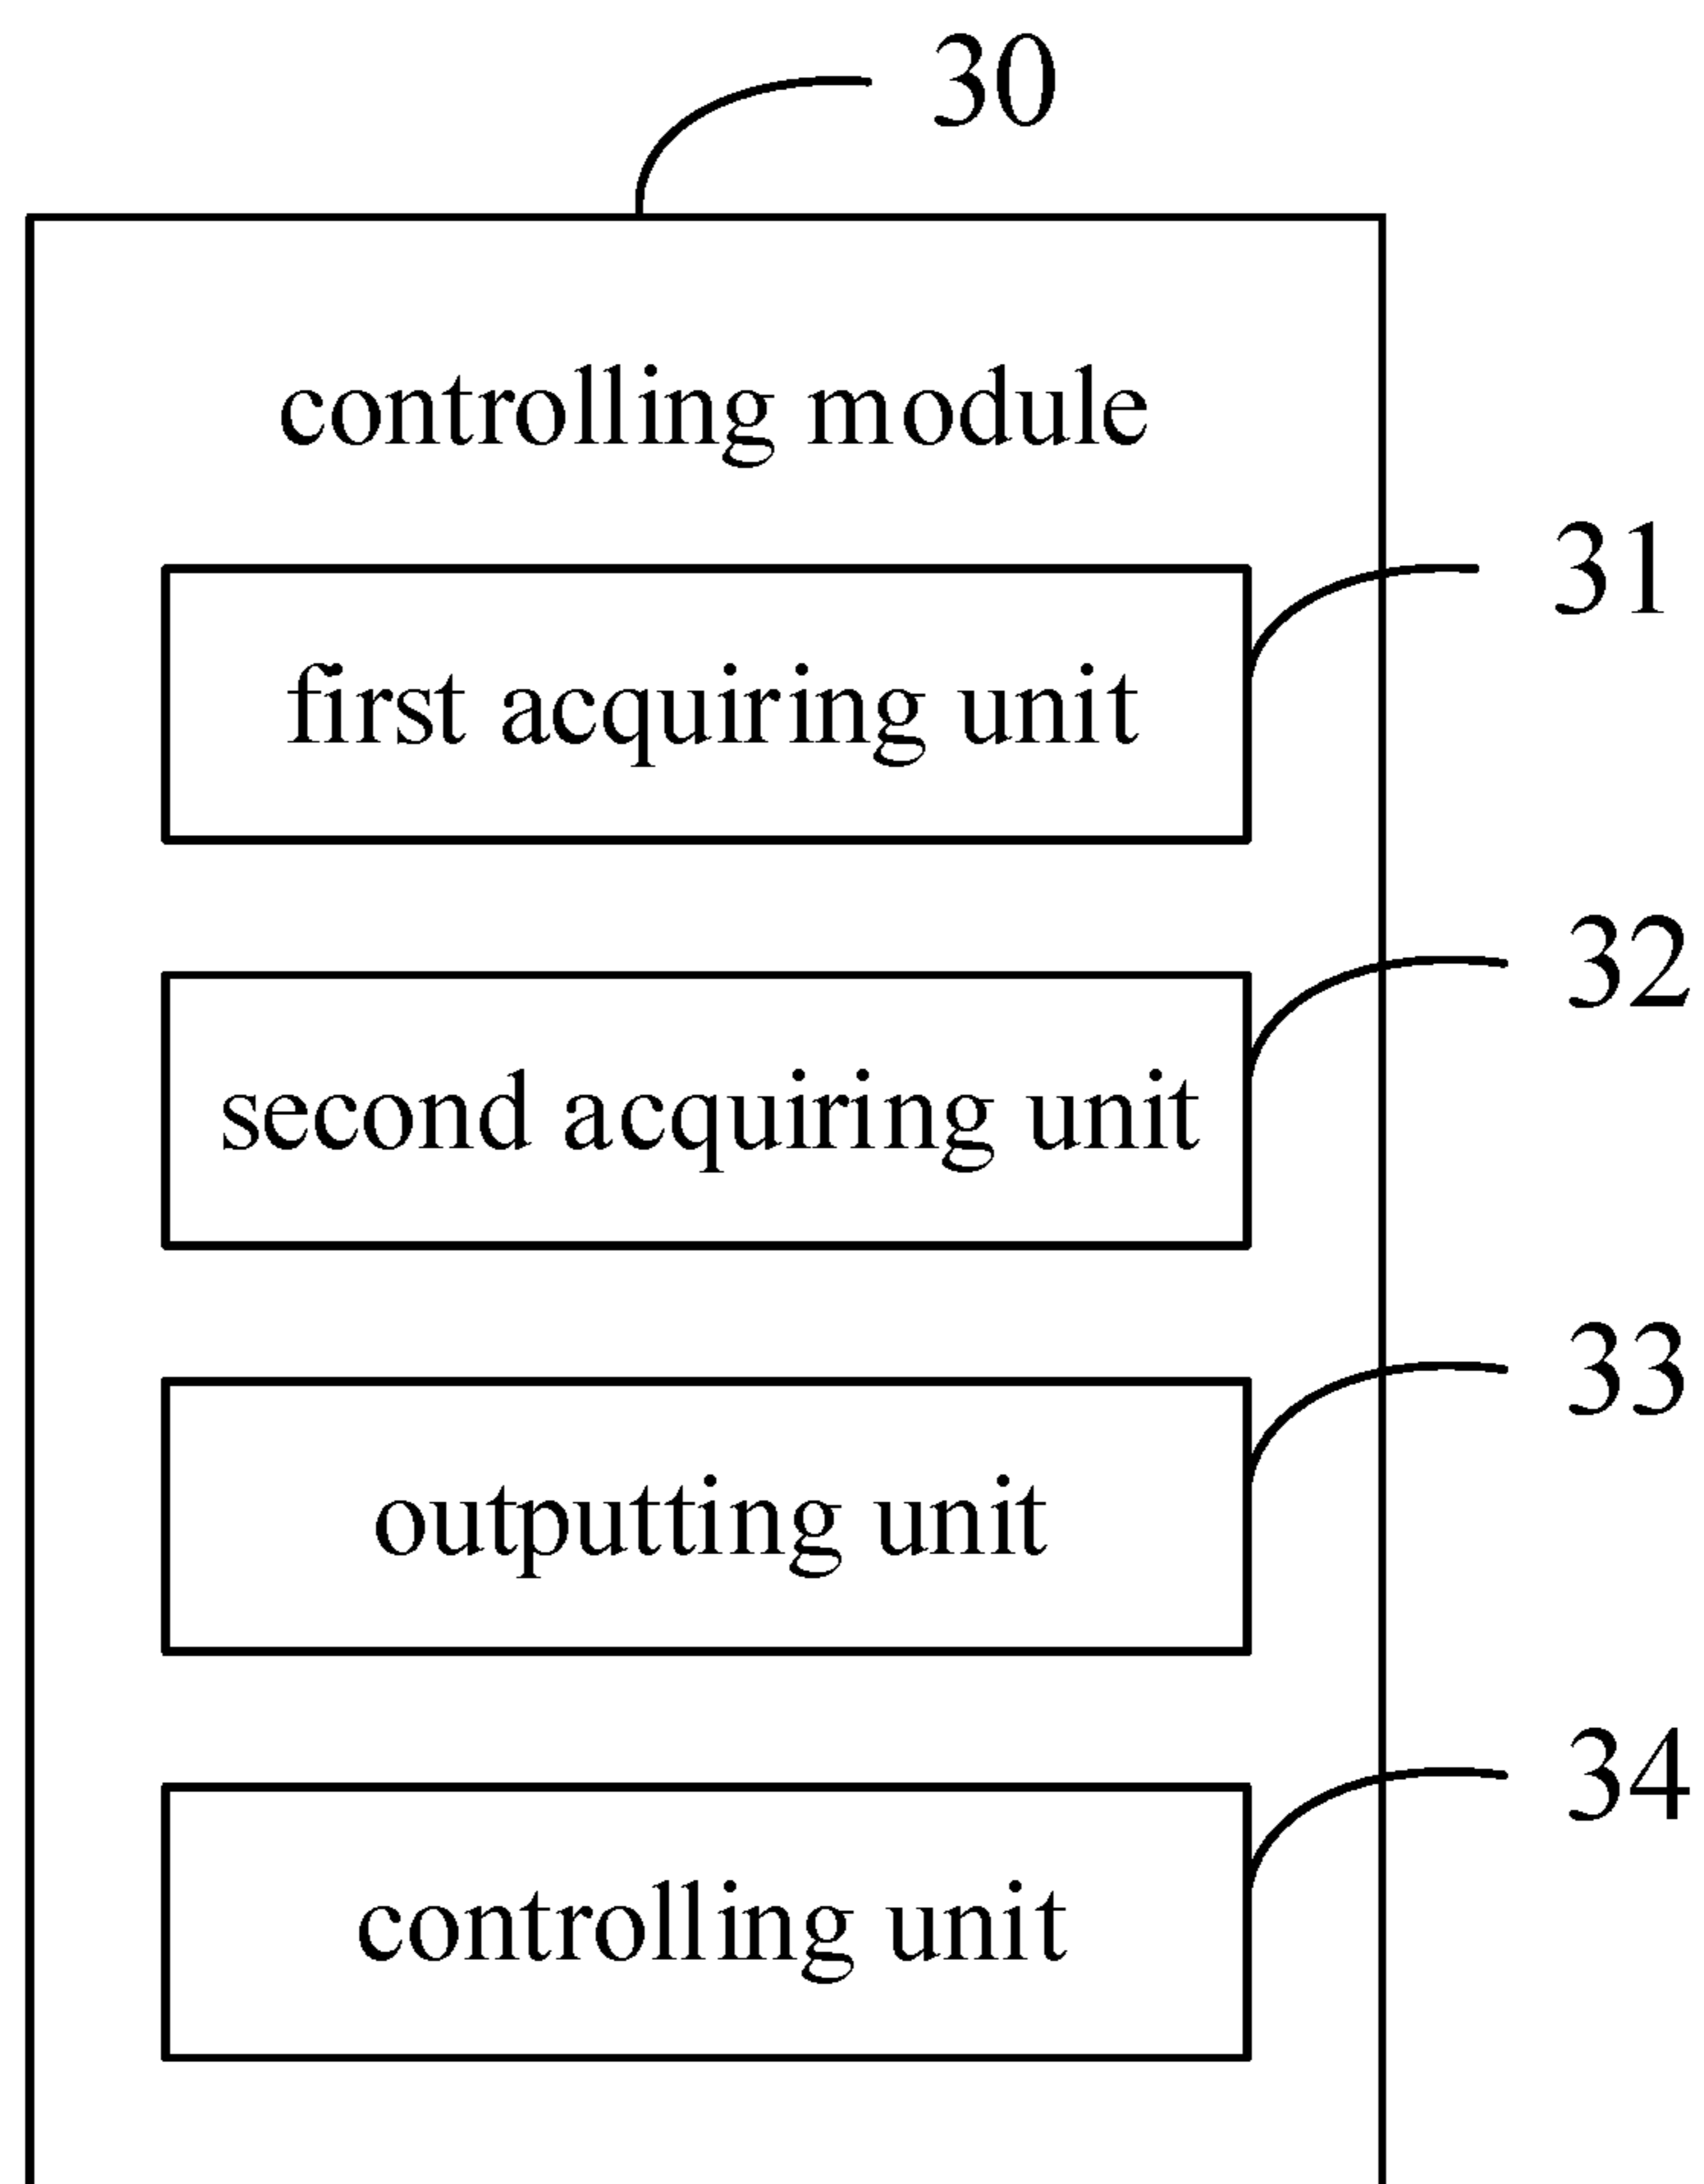 30
controlling module
31
first acquiring unit
32
second acquiring unit
33
outputting unit
34
controlling unit